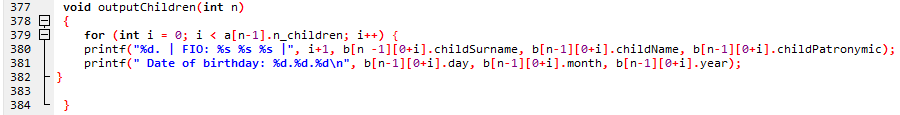 377 void outputChildren(int n)
378 {
379 for (int i = 0; i < a[n-1].n_children; i++) {
380 printf("%d. | FIO: %s %s %s |", i+1, b[n -1][0+i].childSurname, b[n-1][0+i].childName, b[n-1][0+i].childPatronymic);
381 printf(" Date of birthday: %d.%d.%d\n", b[n-1][0+i].day, b[n-1][0+i].month, b[n-1][0+i].year);
382 }
383
384 }